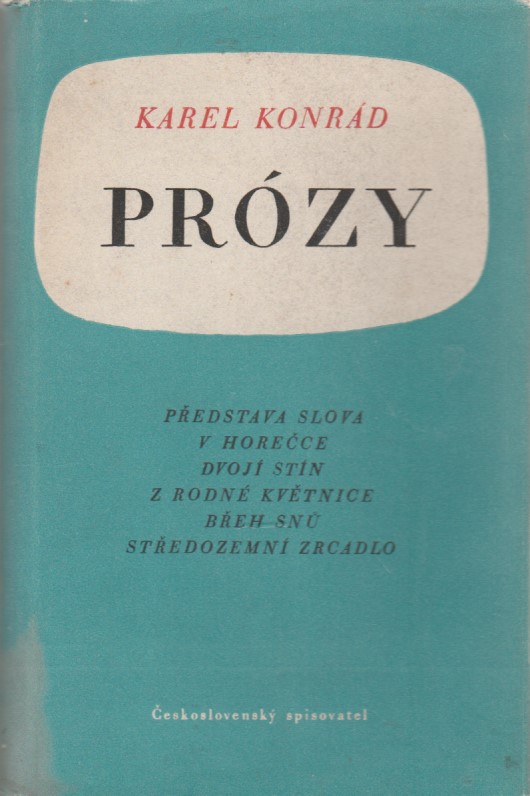 KAREL KONRÁD
PRÓZY
PŘEDSTAVA SLOVA
V HOREČCE
DVOJÍ STÍN
Z RODNÉ KVĚTNICE
BŘEH SNŮ
STŘEDOZEMNÍ ZRCADLO
Československý spisovatel